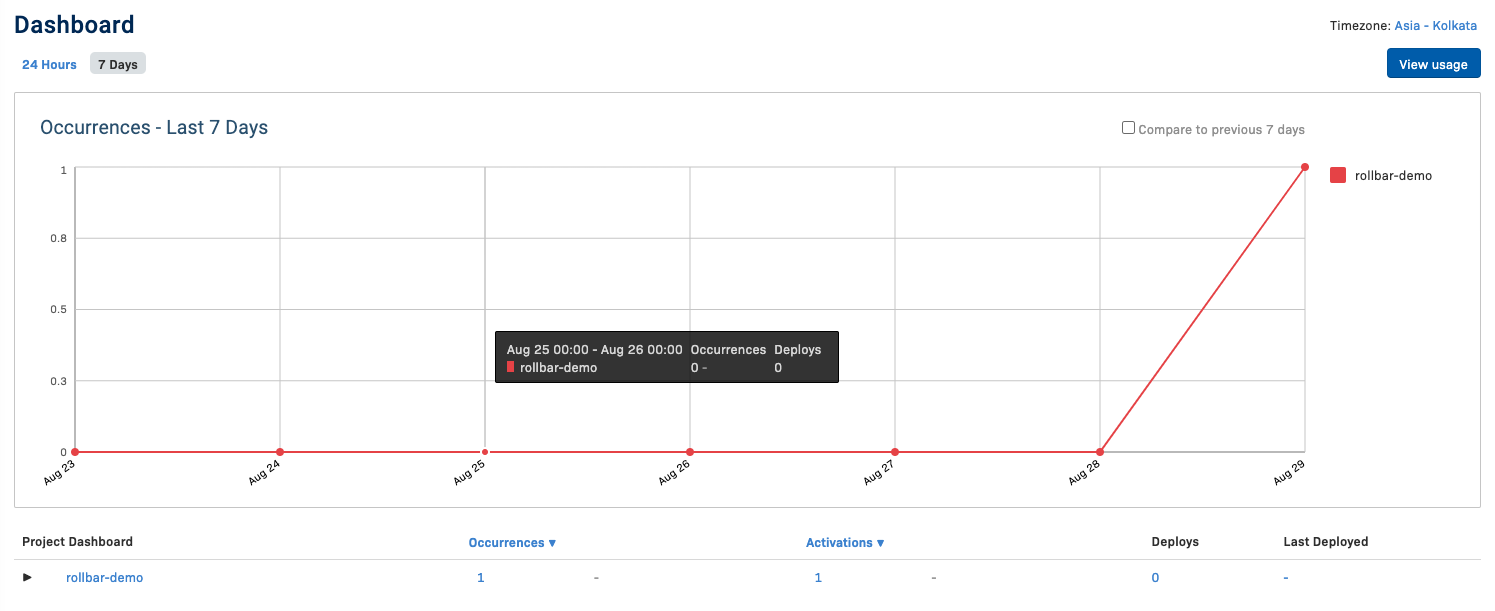 Dashboard
Timezone: Asia - Kolkata
24 Hours 7 Days
View usage
Occurrences - Last 7 Days
Compare to previous 7 days
rollbar-demo
1
0.8
0.5
0.3
0
Aug 25 00:00 - Aug 26 00:00 Occurrences Deploys
rollbar-demo 0 - 0
Aug 23 Aug 24 Aug 25 Aug 26 Aug 27 Aug 28 Aug 29
Project Dashboard Occurrences ▼ Activations ▼ Deploys Last Deployed
▶ rollbar-demo 1 - 1 - 0 -